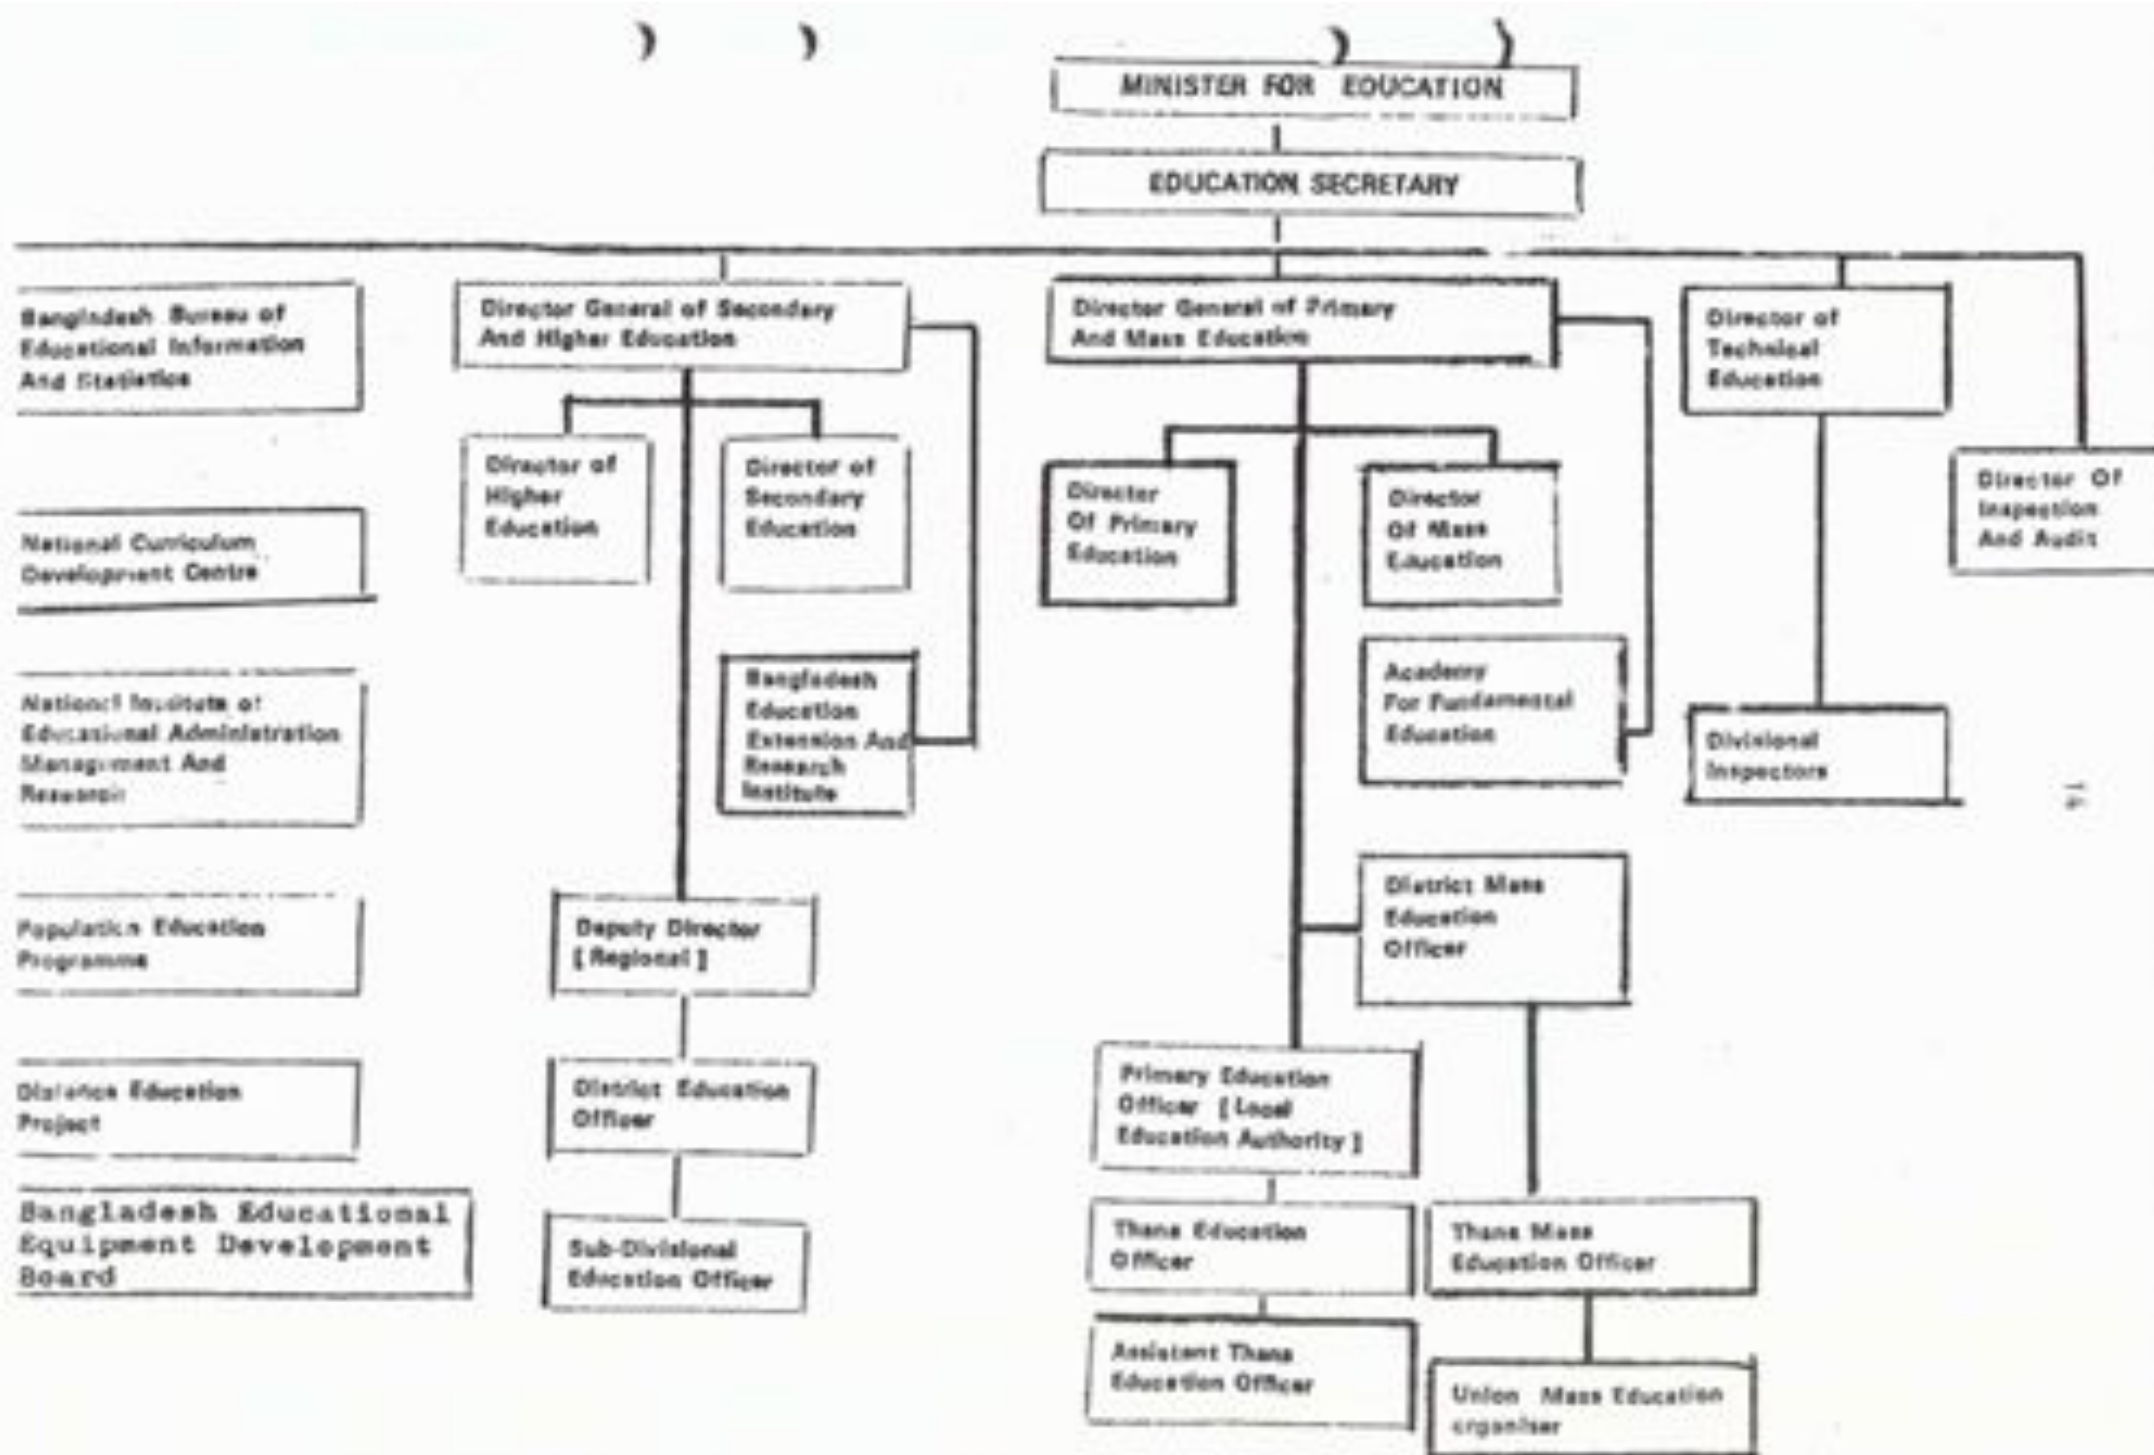 MINISTER FOR EDUCATION
EDUCATION SECRETARY
Bangladesh Bureau of
Educational Information
And Statistics
Director General of Secondary
And Higher Education
Director General of Primary
And Mass Education
Director of
Technical
Education
Director of
Higher
Education
Director of
Secondary
Education
Director
Of Primary
Education
Director
Of Mass
Education
Director Of
Inspection
And Audit
National Curriculum
Development Centre
Bangladesh
Education
Extension And
Research
Institute
Academy
For Fundamental
Education
Divisional
Inspectors
14
National Institute of
Educational Administration
Management And
Research
District Mass
Education
Officer
Population Education
Programme
Deputy Director
[ Regional ]
Primary Education
Officer [ Local
Education Authority ]
Distance Education
Project
District Education
Officer
Bangladesh Educational
Equipment Development
Board
Sub-Divisional
Education Officer
Thana Education
Officer
Thana Mass
Education Officer
Assistant Thana
Education Officer
Union Mass Education
organiser